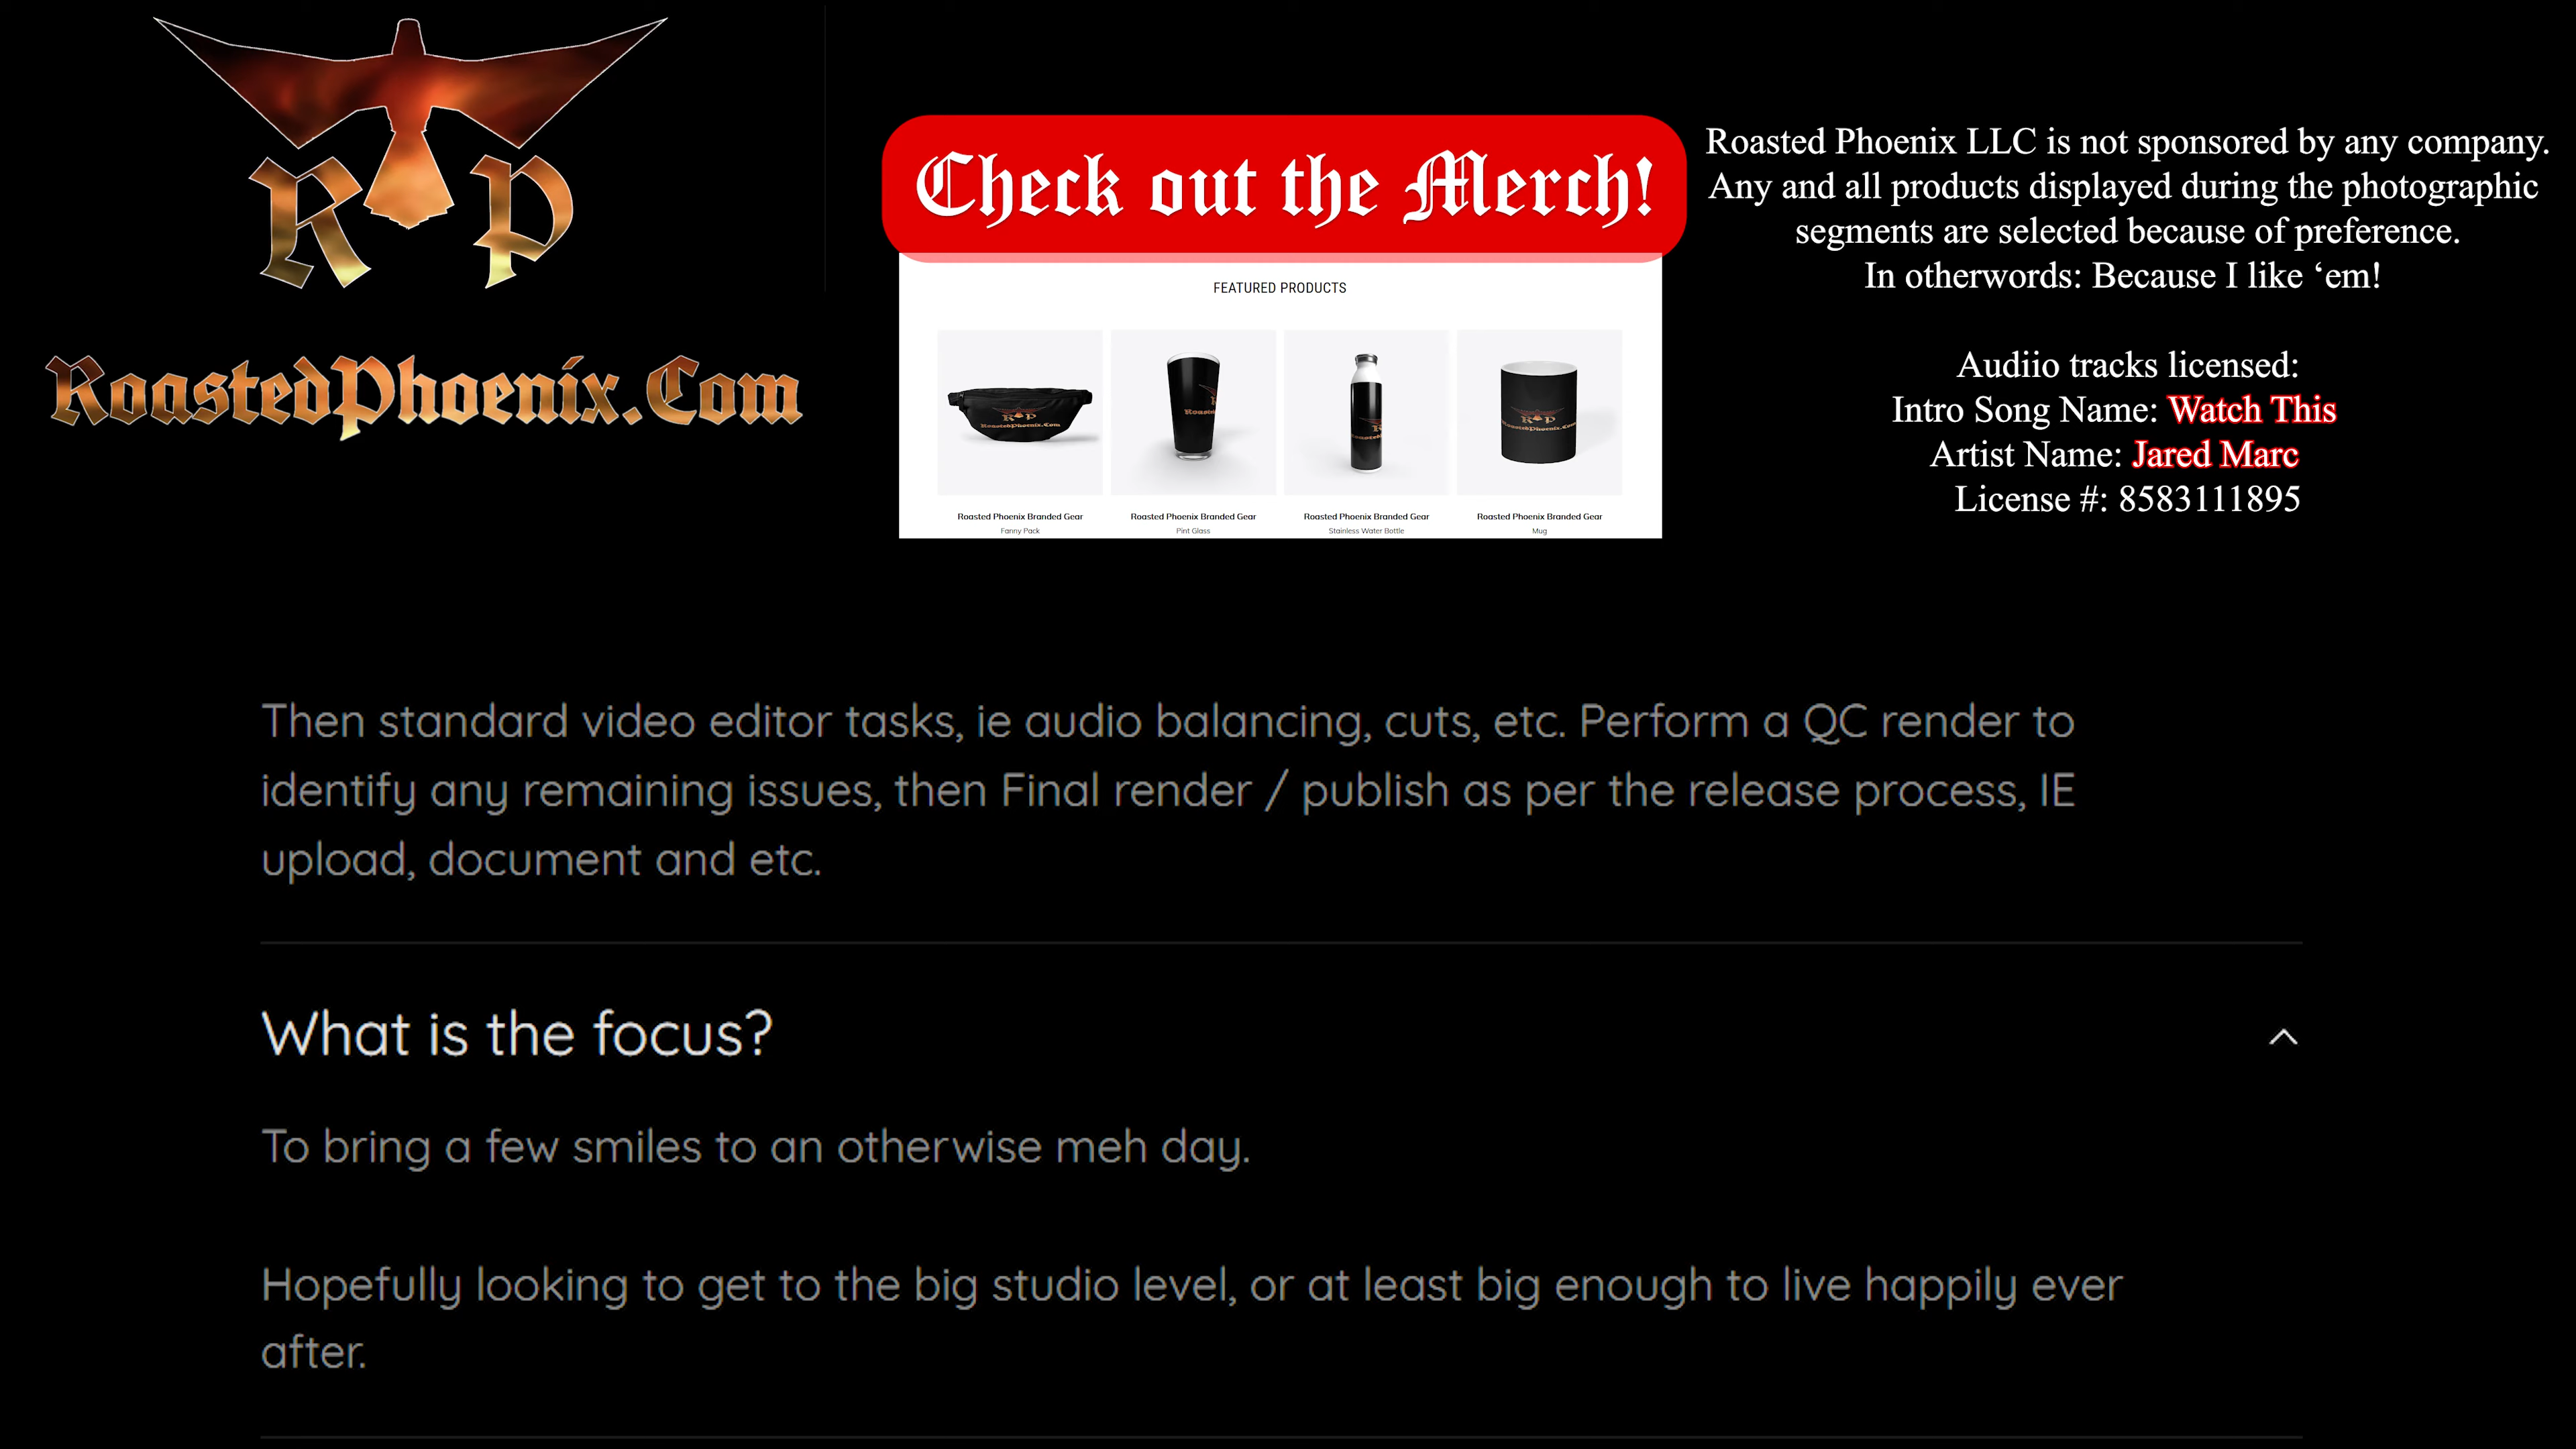 RP
RoastedPhoenix.Com
Check out the Merch!
FEATURED PRODUCTS
RP
RoastedPhoenix.Com
Roasted Phoenix Branded Gear
Fanny Pack
Roasted Phoenix Branded Gear
Pint Glass
Roasted Phoenix Branded Gear
Stainless Water Bottle
Roasted Phoenix Branded Gear
Mug
Roasted Phoenix LLC is not sponsored by any company.
Any and all products displayed during the photographic
segments are selected because of preference.
In otherwords: Because I like ‘em!
Audiio tracks licensed:
Intro Song Name: Watch This
Artist Name: Jared Marc
License #: 8583111895
Then standard video editor tasks, ie audio balancing, cuts, etc. Perform a QC render to
identify any remaining issues, then Final render / publish as per the release process, IE
upload, document and etc.
What is the focus?
To bring a few smiles to an otherwise meh day.
Hopefully looking to get to the big studio level, or at least big enough to live happily ever
after.